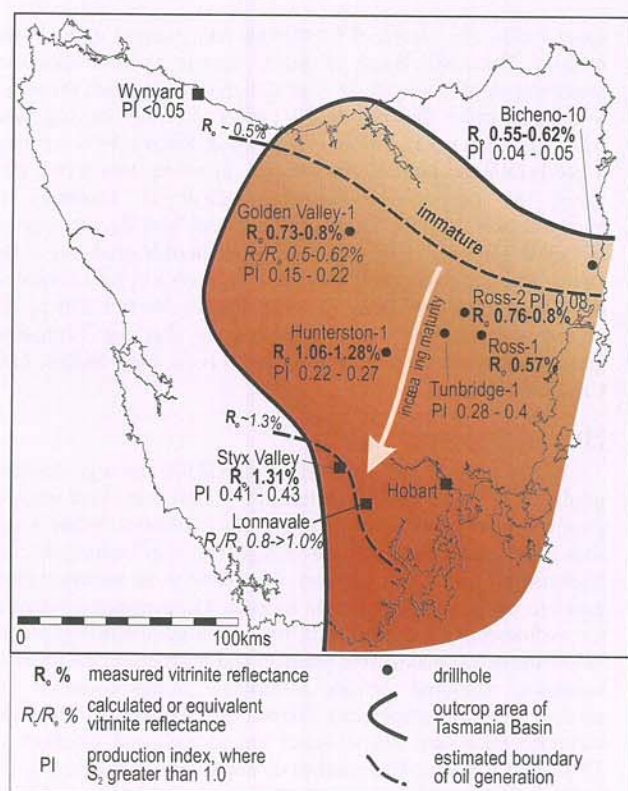 Wynyard
PI <0.05
Bicheno-10
Rₒ 0.55-0.62%
PI 0.04 - 0.05
Rₒ ~0.5%
immature
Golden Valley-1
Rₒ 0.73-0.8%
R꜀/Rₑ 0.5-0.62%
PI 0.15 - 0.22
Ross-2 PI 0.08
Rₒ 0.76-0.8%
Hunterston-1
Rₒ 1.06-1.28%
PI 0.22 - 0.27
increasing maturity
Ross-1
Rₒ 0.57%
Tunbridge-1
PI 0.28 - 0.4
Rₒ~1.3%
Styx Valley
Rₒ 1.31%
PI 0.41 - 0.43
Hobart
Lonnavale
R꜀/Rₑ 0.8->1.0%
0 100kms
Rₒ % measured vitrinite reflectance
R꜀/Rₑ % calculated or equivalent
vitrinite reflectance
PI production index, where
S₂ greater than 1.0
drillhole
outcrop area of
Tasmania Basin
estimated boundary
of oil generation